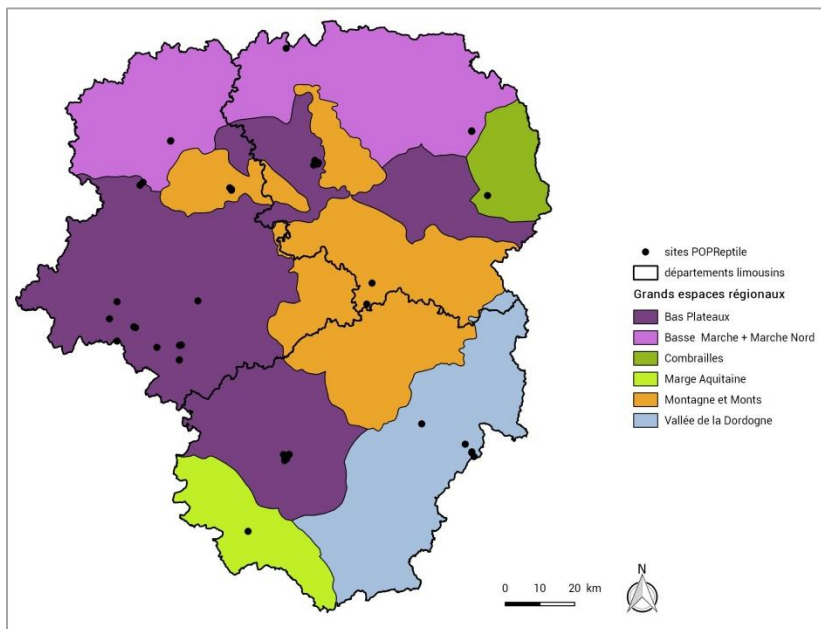 sites POPReptile
départements limousins
Grands espaces régionaux
Bas Plateaux
Basse Marche + Marche Nord
Combrailles
Marge Aquitaine
Montagne et Monts
Vallée de la Dordogne
N
0 10 20 km